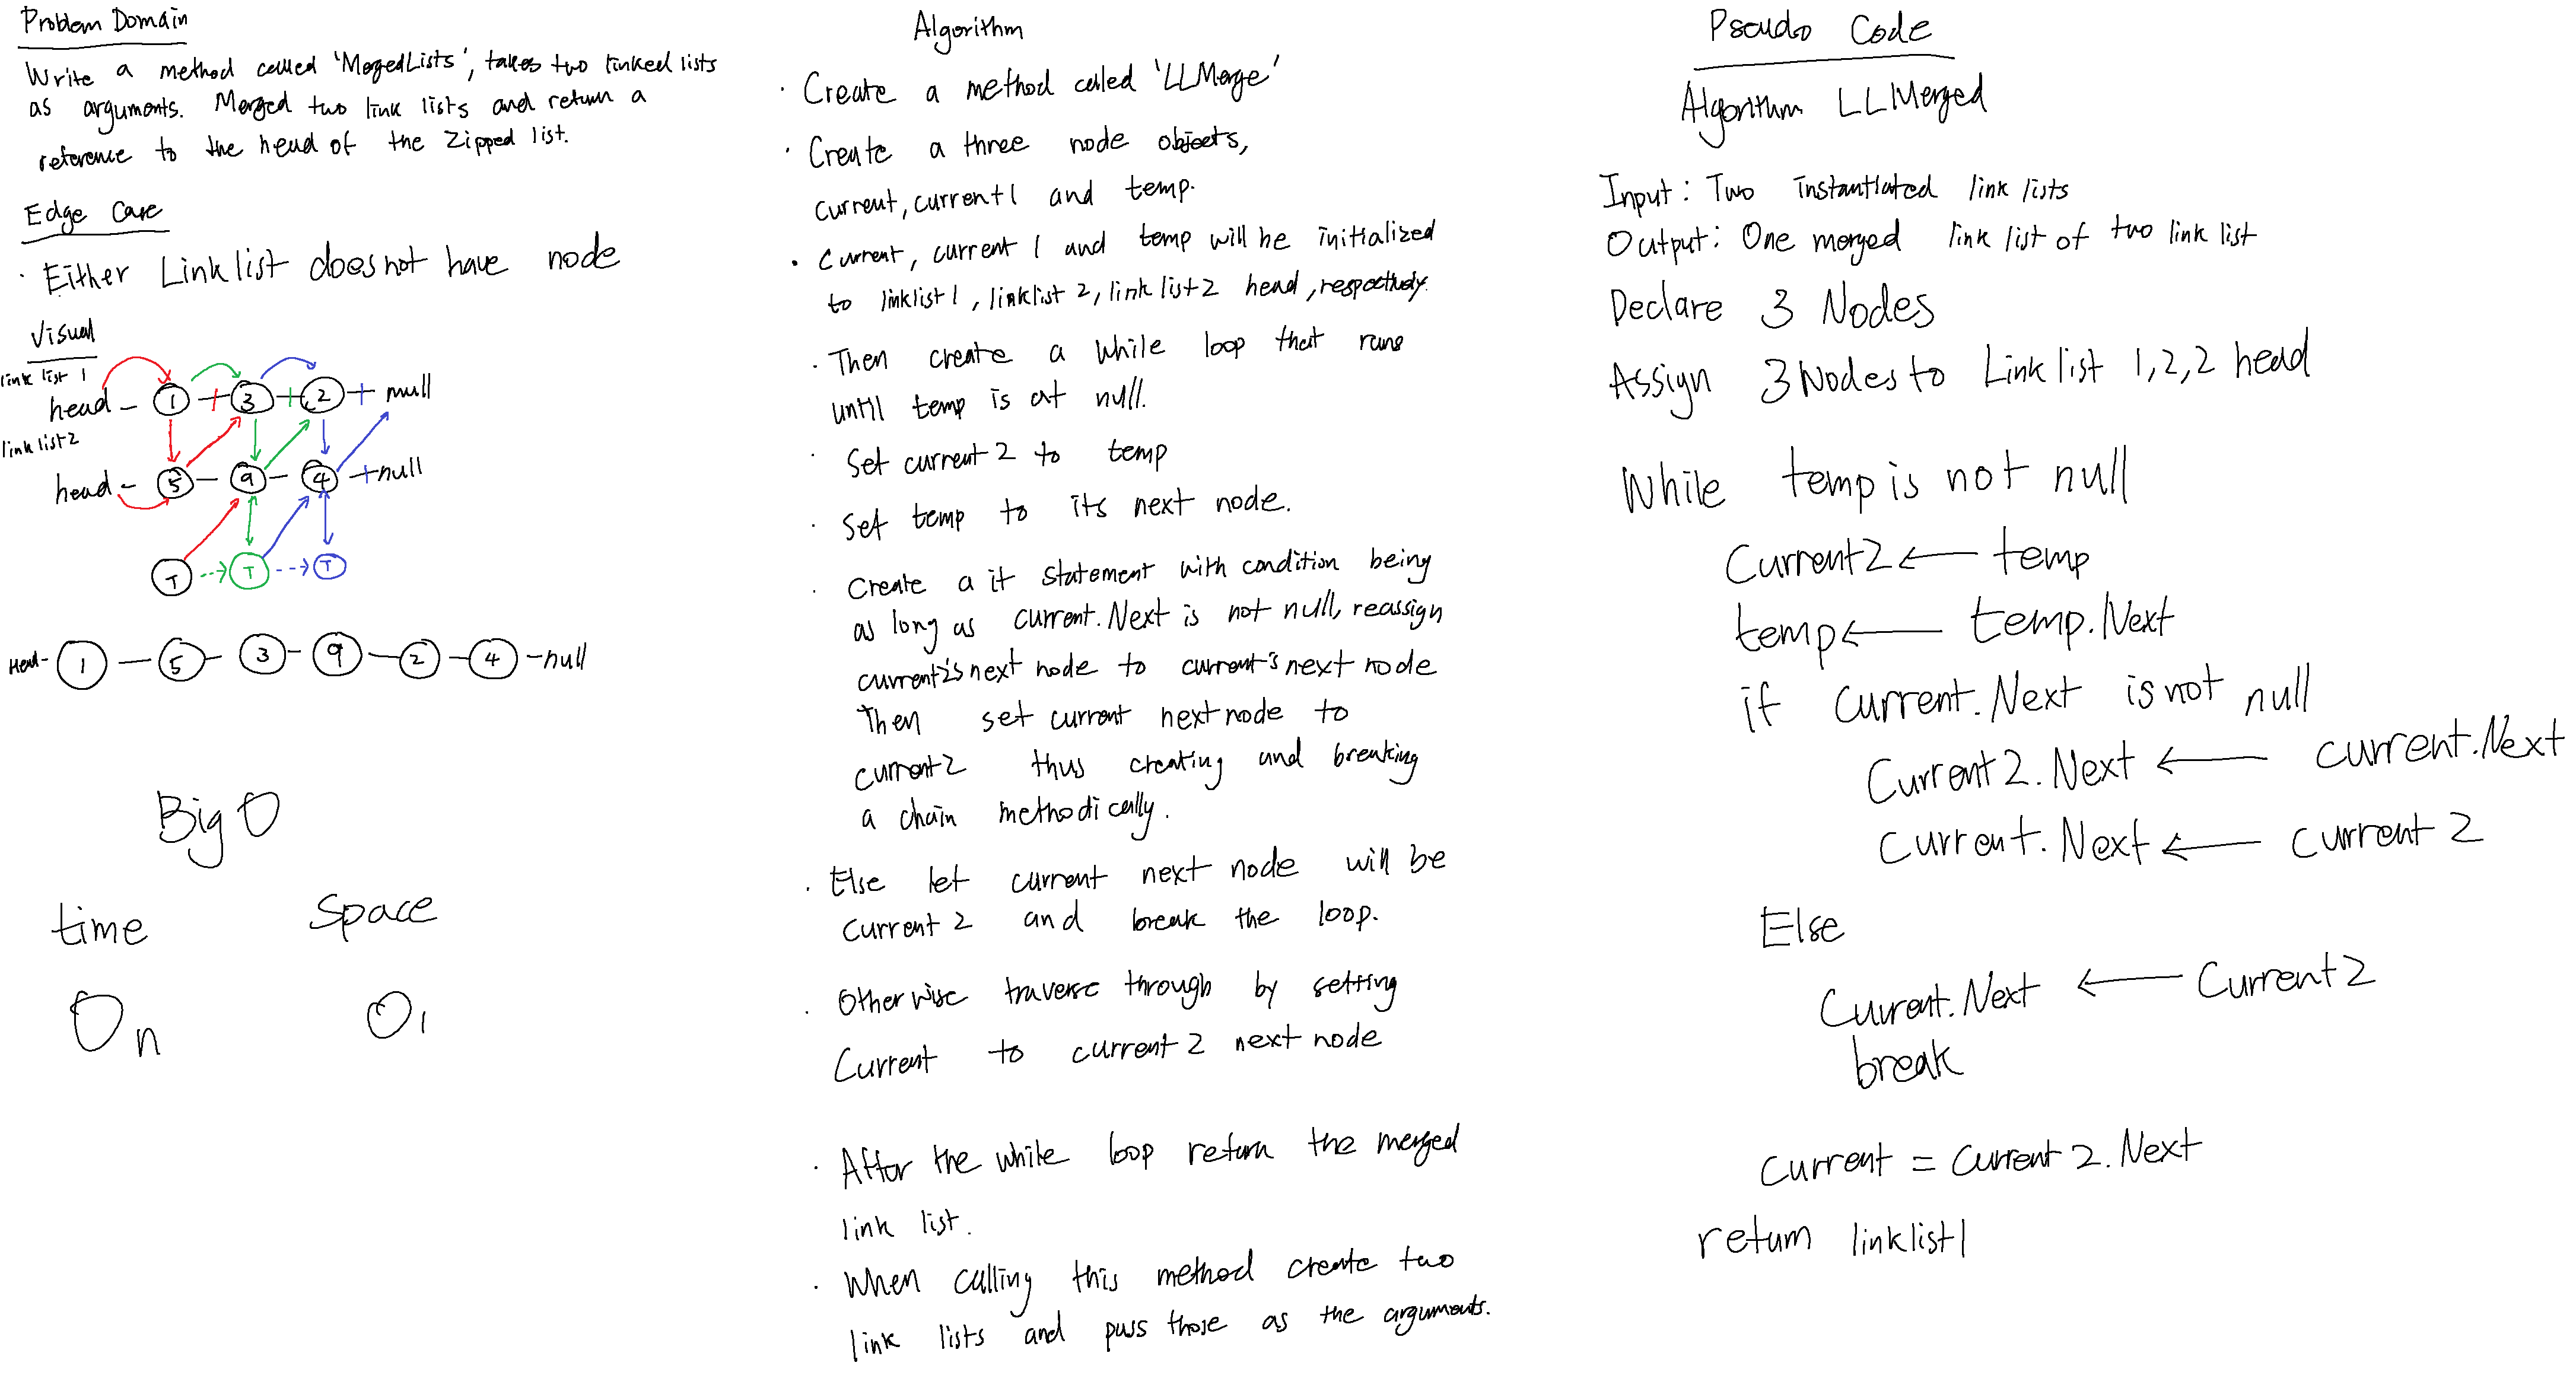 Problem Domain
Write a method called 'MergedLists', takes two linked lists
as arguments. Merged two link lists and return a
reference to the head of the Zipped list.
Edge Case
· Either Link list does not have node
Visual
link list 1
head - 1 + 3 + 2 + null
link list 2
head - 5 - 9 - 4 + null
T --> T --> T
Head - 1 - 5 - 3 - 9 - 2 - 4 - null
Big O
time Space
On O1
Algorithm
· Create a method called 'LLMerge'
· Create a three node objects,
current, current1 and temp.
· Current, current 1 and temp will be initialized
to linklist1, linklist 2, link list2 head, respectively.
· Then create a while loop that runs
until temp is at null.
· Set current 2 to temp
· Set temp to its next node.
· Create a if statement with condition being
as long as current.Next is not null, reassign
current2's next node to current's next node
Then set current next node to
current2 thus creating and breaking
a chain methodically.
· Else let current next node will be
current 2 and break the loop.
· Otherwise traverse through by setting
Current to current 2 next node
· After the while loop return the merged
link list.
· When calling this method create two
link lists and pass those as the arguments.
Pseudo Code
Algorithm LLMerged
Input: Two instantiated link lists
Output: One merged link list of two link list
Declare 3 Nodes
Assign 3 Nodes to Link list 1,2,2 head
While temp is not null
Current2 ← temp
temp ← temp.Next
if current.Next is not null
Current2.Next ← current.Next
Current.Next ← current 2
Else
Current.Next ← Current2
break
Current = Current 2.Next
return linklist1